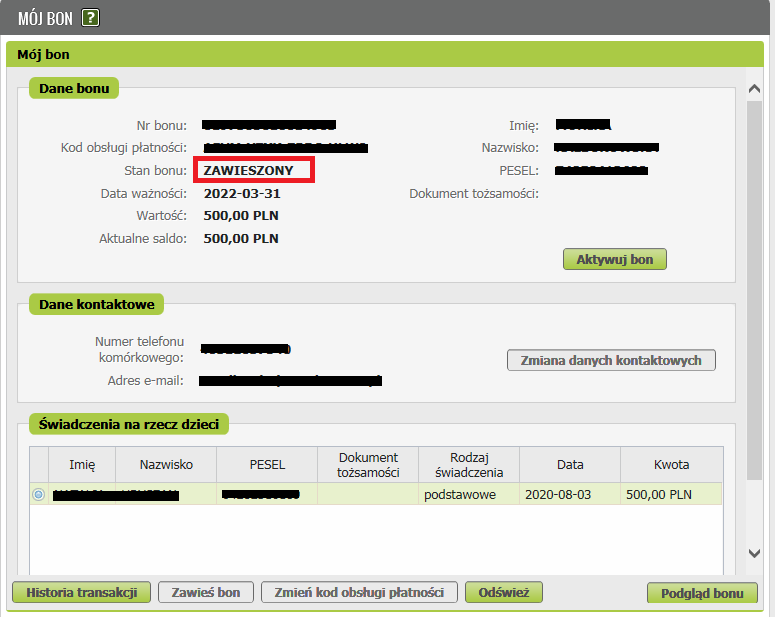 MÓJ BON ?
Mój bon
Dane bonu
Nr bonu:
Kod obsługi płatności:
Stan bonu: ZAWIESZONY
Data ważności: 2022-03-31
Wartość: 500,00 PLN
Aktualne saldo: 500,00 PLN
Imię:
Nazwisko:
PESEL:
Dokument tożsamości:
Aktywuj bon
Dane kontaktowe
Numer telefonu
komórkowego:
Adres e-mail:
Zmiana danych kontaktowych
Świadczenia na rzecz dzieci
Imię Nazwisko PESEL Dokument tożsamości Rodzaj świadczenia Data Kwota
podstawowe 2020-08-03 500,00 PLN
Historia transakcji Zawieś bon Zmień kod obsługi płatności Odśwież Podgląd bonu